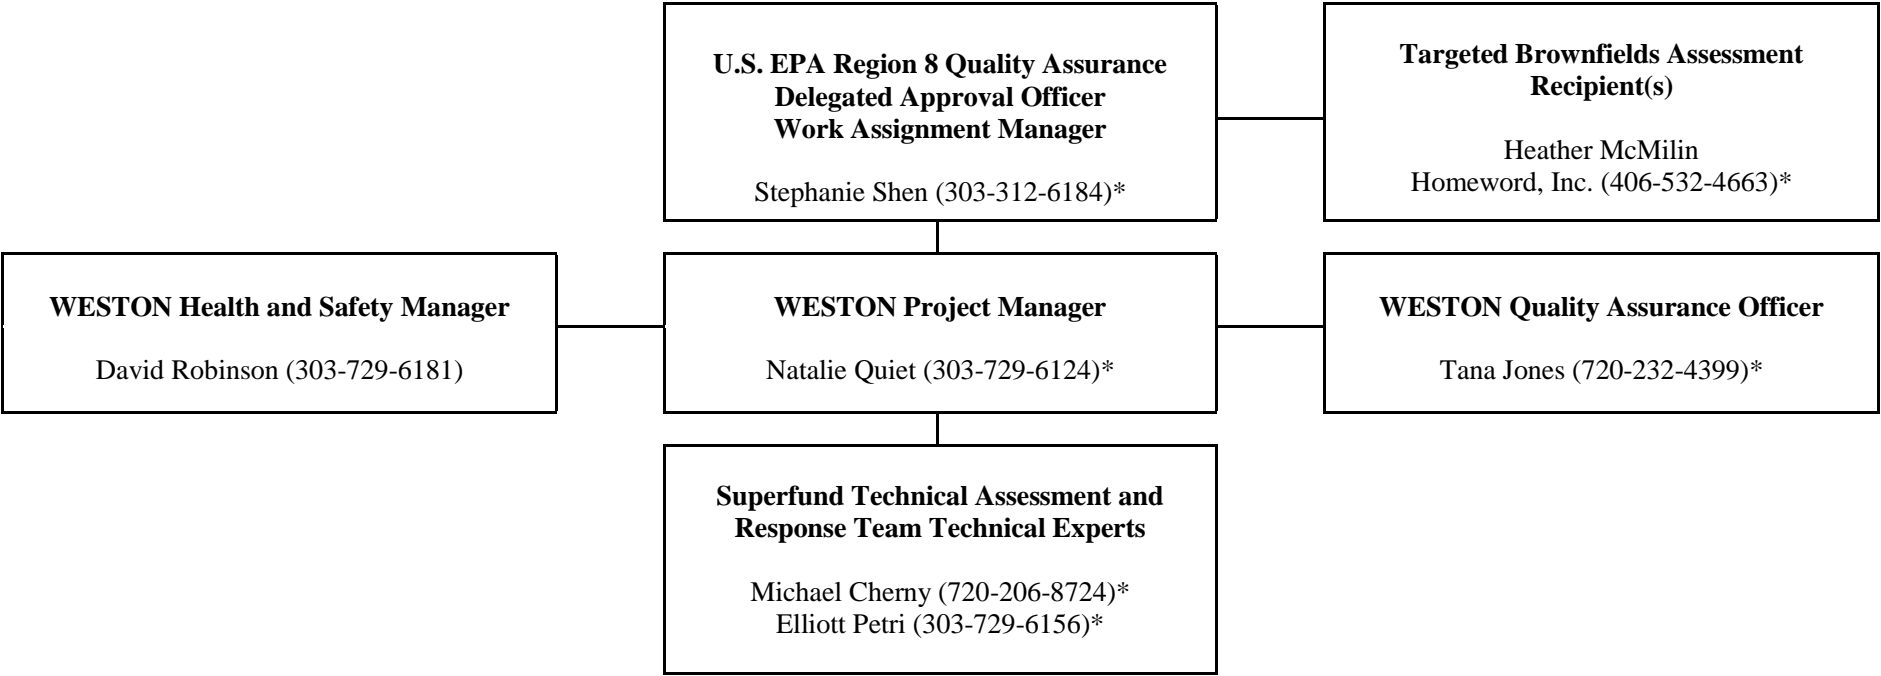 U.S. EPA Region 8 Quality Assurance
Delegated Approval Officer
Work Assignment Manager
Stephanie Shen (303-312-6184)*
Targeted Brownfields Assessment
Recipient(s)
Heather McMilin
Homeword, Inc. (406-532-4663)*
WESTON Health and Safety Manager
David Robinson (303-729-6181)
WESTON Project Manager
Natalie Quiet (303-729-6124)*
WESTON Quality Assurance Officer
Tana Jones (720-232-4399)*
Superfund Technical Assessment and
Response Team Technical Experts
Michael Cherny (720-206-8724)*
Elliott Petri (303-729-6156)*